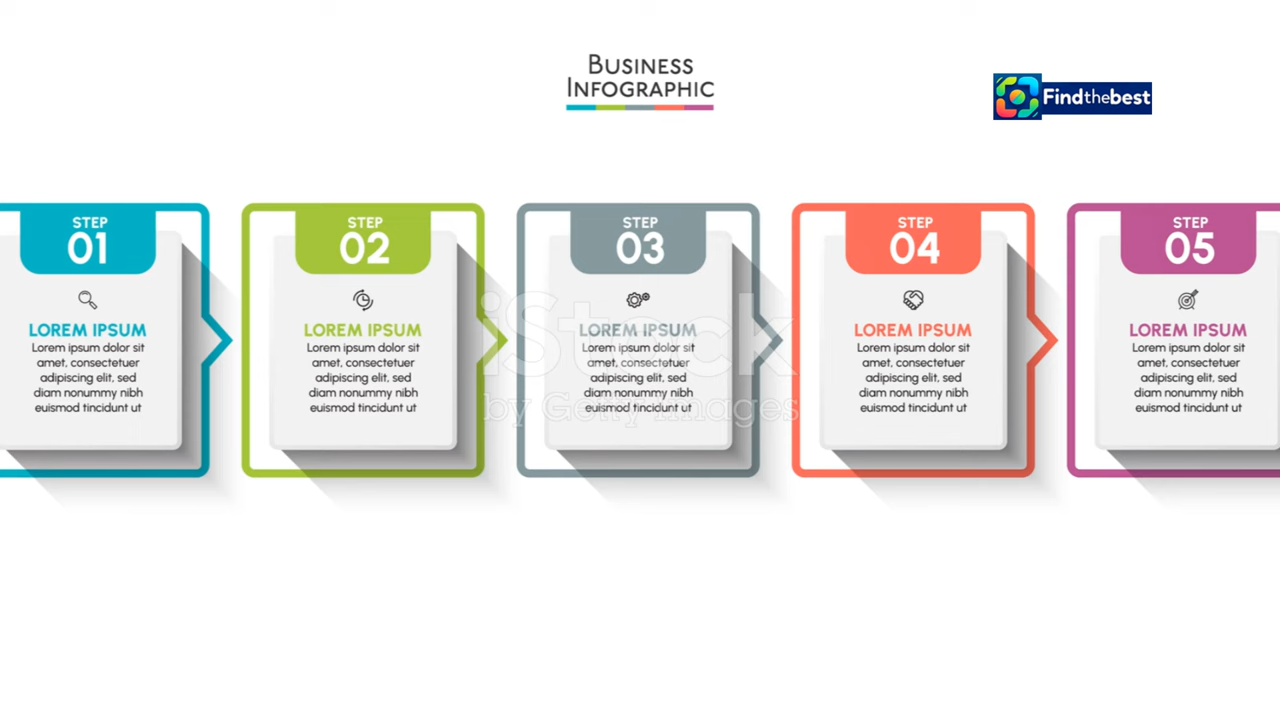 BUSINESS
INFOGRAPHIC
Findthebest
STEP
01
LOREM IPSUM
Lorem ipsum dolor sit
amet, consectetuer
adipiscing elit, sed
diam nonummy nibh
euismod tincidunt ut
STEP
02
LOREM IPSUM
Lorem ipsum dolor sit
amet, consectetuer
adipiscing elit, sed
diam nonummy nibh
euismod tincidunt ut
STEP
03
LOREM IPSUM
Lorem ipsum dolor sit
amet, consectetuer
adipiscing elit, sed
diam nonummy nibh
euismod tincidunt ut
STEP
04
LOREM IPSUM
Lorem ipsum dolor sit
amet, consectetuer
adipiscing elit, sed
diam nonummy nibh
euismod tincidunt ut
STEP
05
LOREM IPSUM
Lorem ipsum dolor sit
amet, consectetuer
adipiscing elit, sed
diam nonummy nibh
euismod tincidunt ut
iStock
by Getty Images